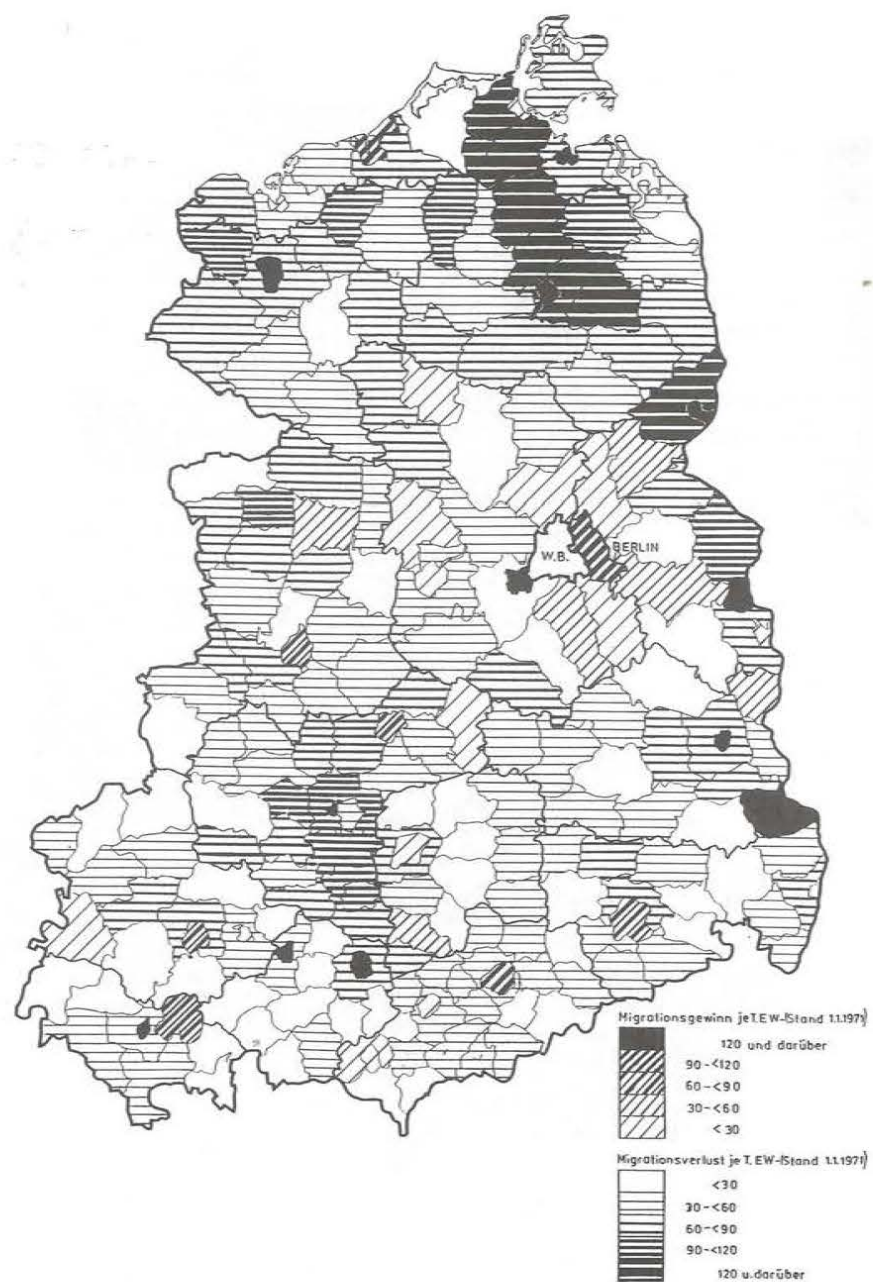 W.B.
BERLIN
Migrationsgewinn je T.EW-(Stand 1.1.1971)
120 und darüber
90-<120
60-<90
30-<60
<30
Migrationsverlust je T.EW-(Stand 1.1.1971)
<30
30-<60
60-<90
90-<120
120 u.darüber